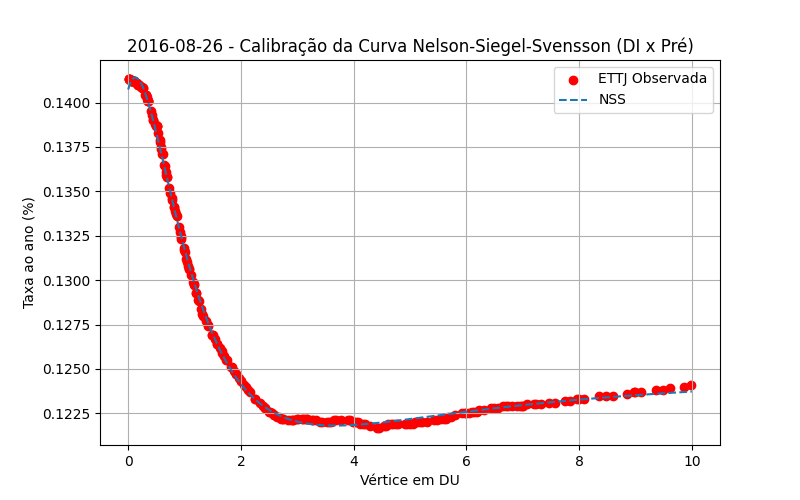 2016-08-26 - Calibração da Curva Nelson-Siegel-Svensson (DI x Pré)
ETTJ Observada
NSS
Taxa ao ano (%)
0.1400
0.1375
0.1350
0.1325
0.1300
0.1275
0.1250
0.1225
0 2 4 6 8 10
Vértice em DU